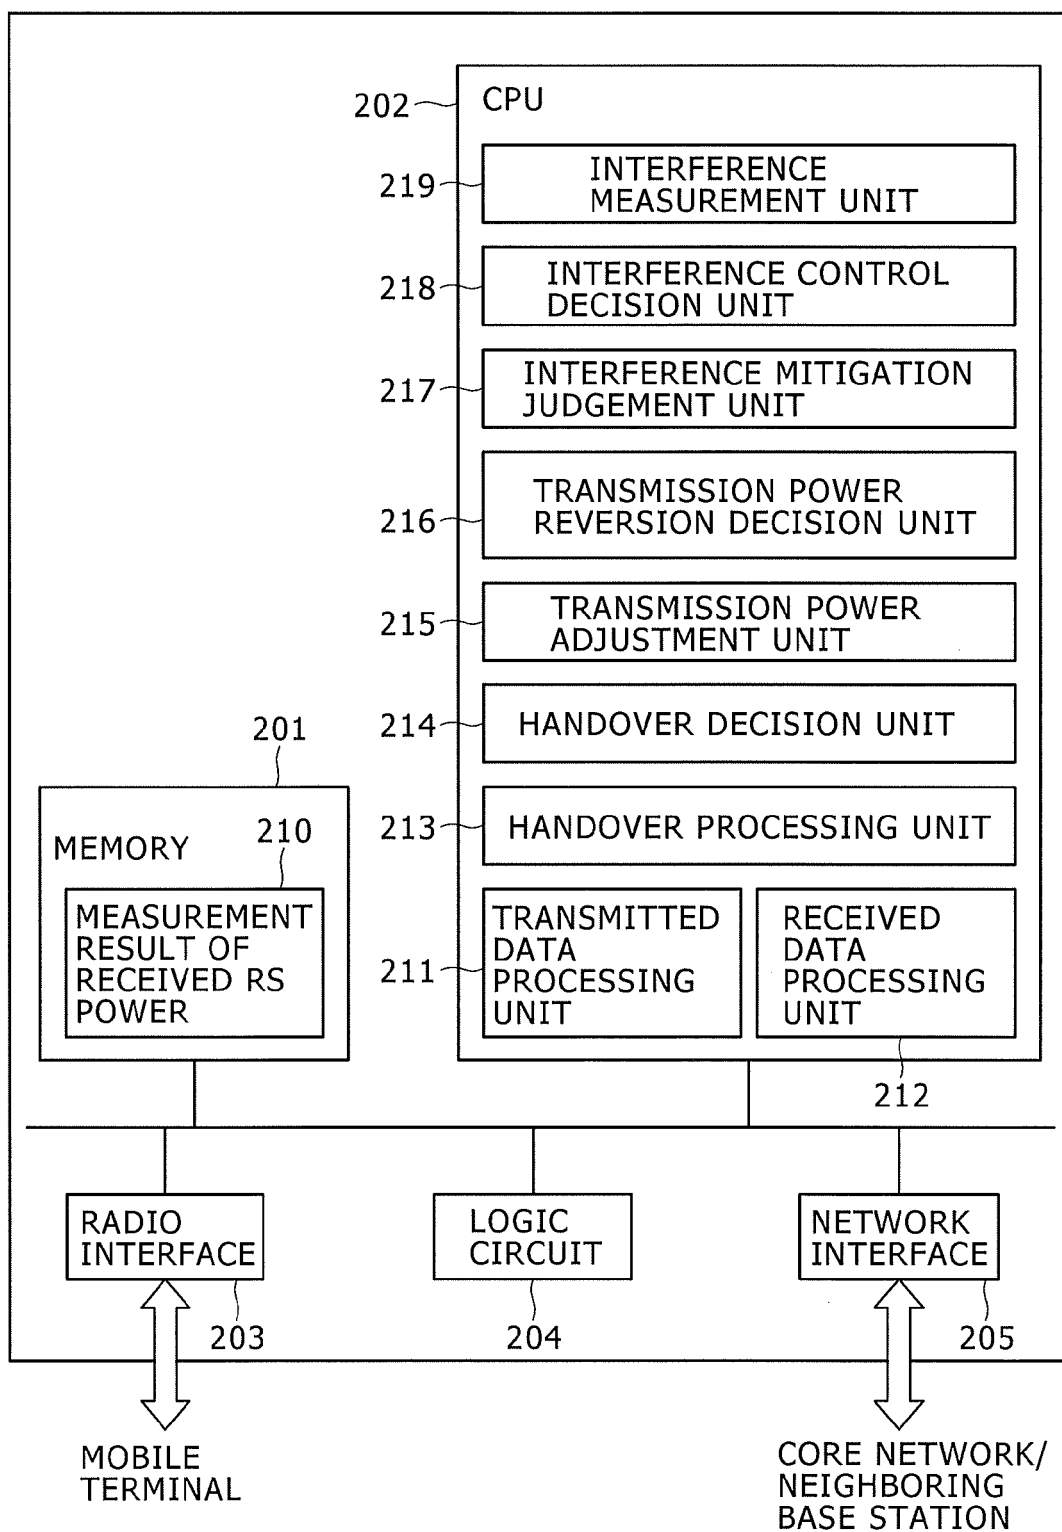 202
CPU
219
INTERFERENCE
MEASUREMENT UNIT
218
INTERFERENCE CONTROL
DECISION UNIT
217
INTERFERENCE MITIGATION
JUDGEMENT UNIT
216
TRANSMISSION POWER
REVERSION DECISION UNIT
215
TRANSMISSION POWER
ADJUSTMENT UNIT
214
HANDOVER DECISION UNIT
201
213
HANDOVER PROCESSING UNIT
MEMORY
210
MEASUREMENT
RESULT OF
RECEIVED RS
POWER
211
TRANSMITTED
DATA
PROCESSING
UNIT
RECEIVED
DATA
PROCESSING
UNIT
212
RADIO
INTERFACE
203
LOGIC
CIRCUIT
204
NETWORK
INTERFACE
205
MOBILE
TERMINAL
CORE NETWORK/
NEIGHBORING
BASE STATION